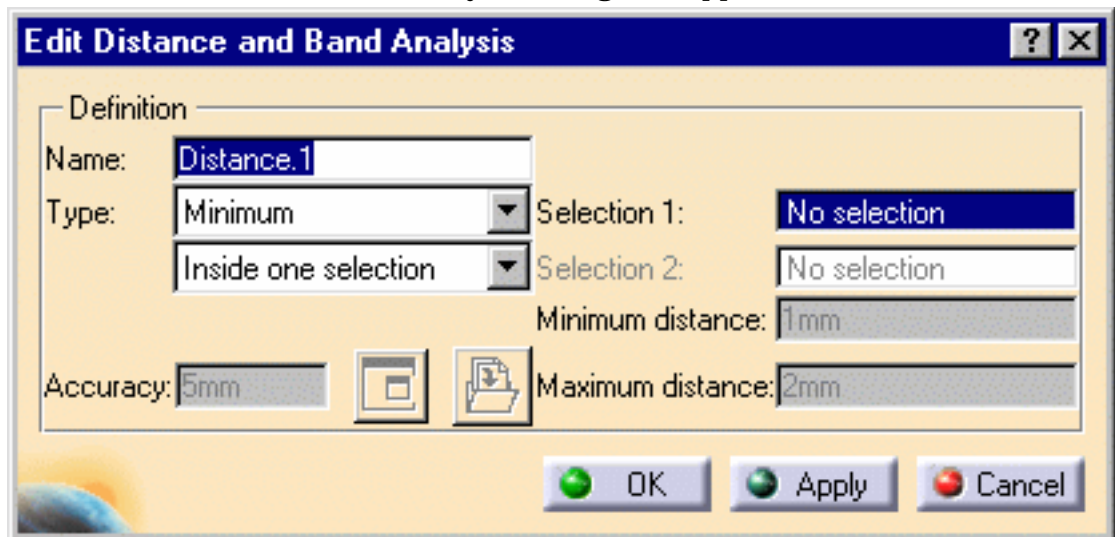 Edit Distance and Band Analysis
Definition
Name: Distance.1
Type: Minimum Selection 1: No selection
Inside one selection Selection 2: No selection
Minimum distance: 1mm
Accuracy: 5mm Maximum distance: 2mm
OK Apply Cancel